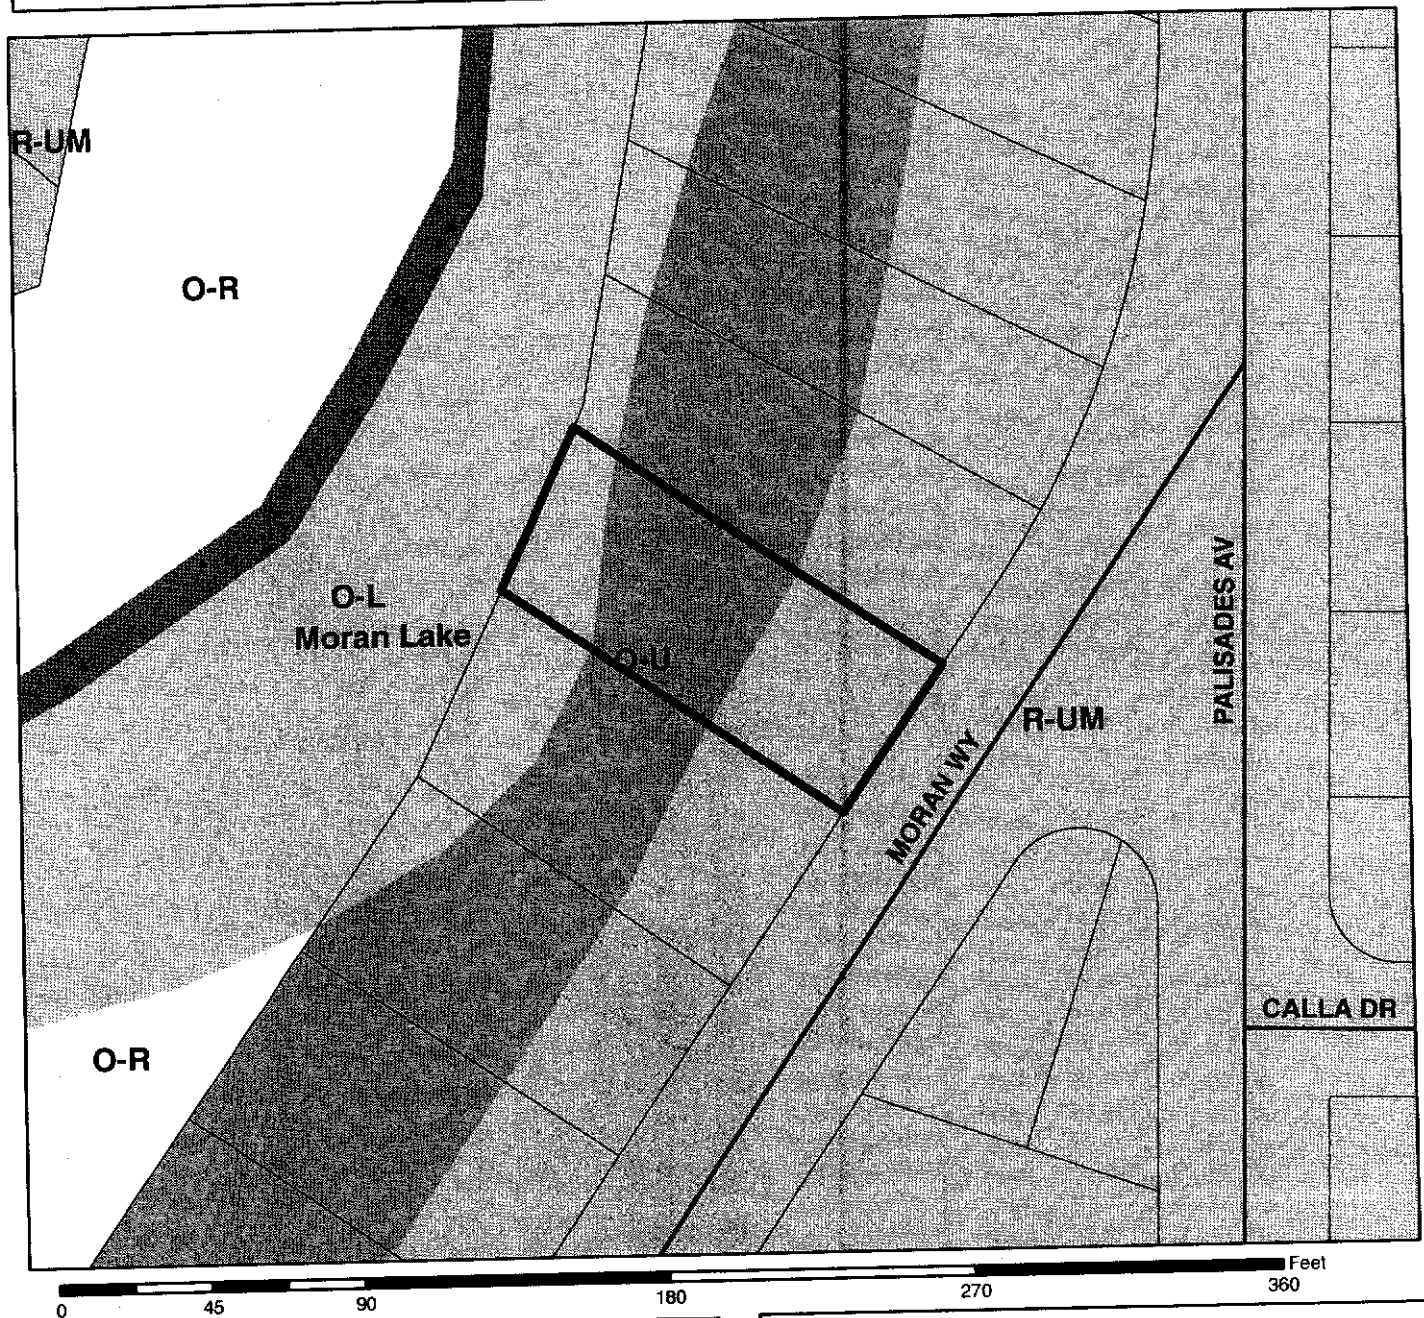 R-UM
O-R
O-L
Moran Lake
O-U
R-UM
PALISADES AV
MORAN WY
CALLA DR
O-R
Feet
0 45 90 180 270 360